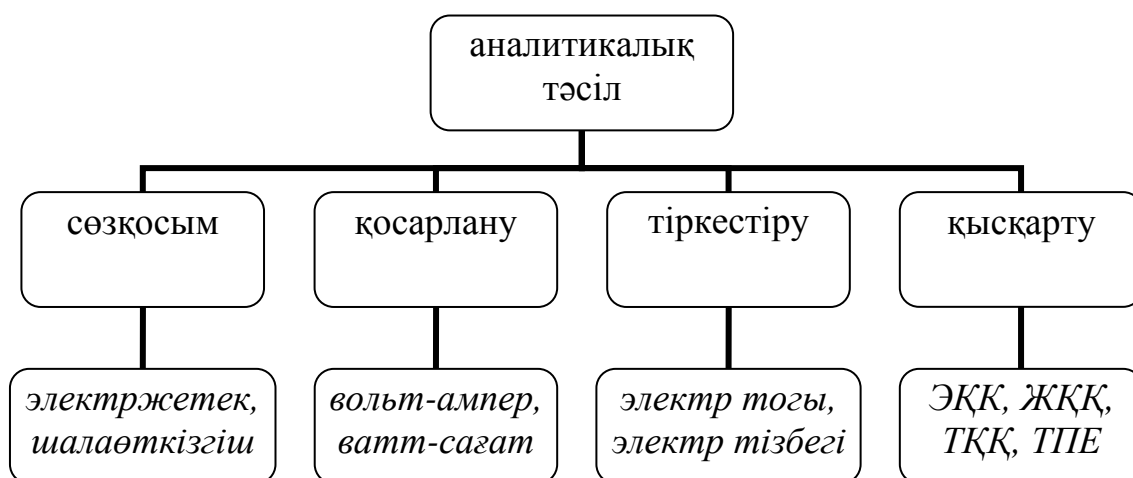 аналитикалық
тәсіл
сөзқосым
қосарлану
тіркестіру
қысқарту
электржетек,
шалаөткізгіш
вольт-ампер,
ватт-сағат
электр тогы,
электр тізбегі
ЭҚК, ЖҚҚ,
ТҚҚ, ТПЕ